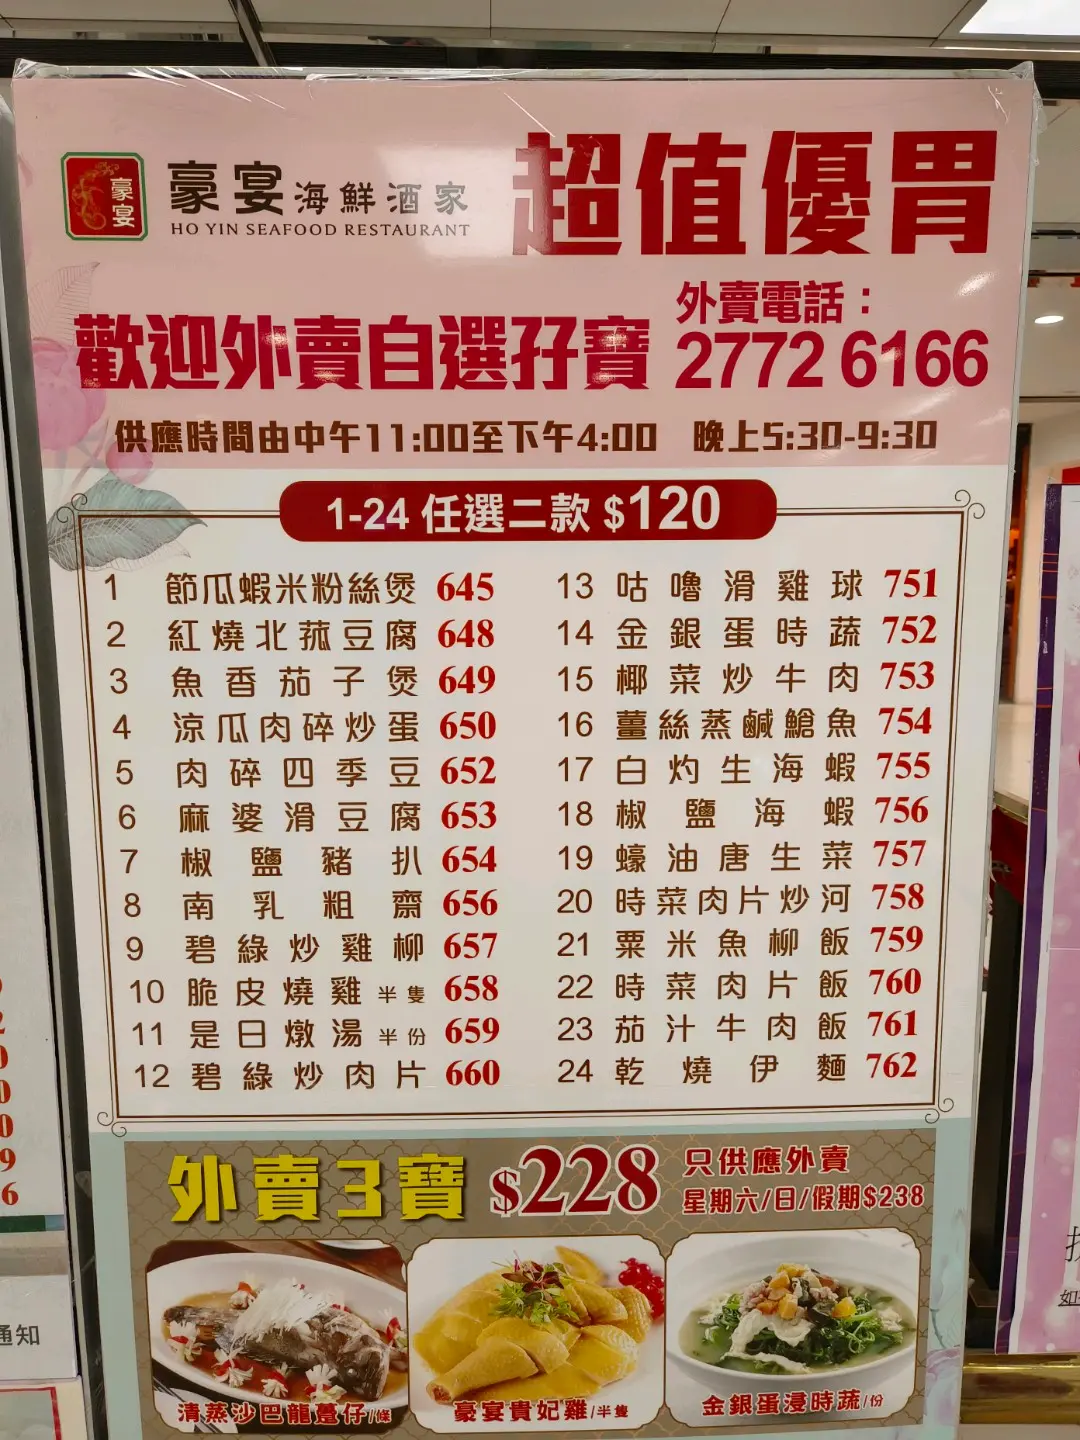 豪宴
豪宴海鮮酒家
HO YIN SEAFOOD RESTAURANT
超值優胃
歡迎外賣自選孖寶
外賣電話：
2772 6166
供應時間由中午11:00至下午4:00 晚上5:30-9:30
1-24 任選二款 $120
1 節瓜蝦米粉絲煲 645
2 紅燒北菰豆腐 648
3 魚香茄子煲 649
4 涼瓜肉碎炒蛋 650
5 肉碎四季豆 652
6 麻婆滑豆腐 653
7 椒鹽豬扒 654
8 南乳粗齋 656
9 碧綠炒雞柳 657
10 脆皮燒雞半隻 658
11 是日燉湯半份 659
12 碧綠炒肉片 660
13 咕嚕滑雞球 751
14 金銀蛋時蔬 752
15 椰菜炒牛肉 753
16 薑絲蒸鹹鯧魚 754
17 白灼生海蝦 755
18 椒鹽海蝦 756
19 蠔油唐生菜 757
20 時菜肉片炒河 758
21 粟米魚柳飯 759
22 時菜肉片飯 760
23 茄汁牛肉飯 761
24 乾燒伊麵 762
外賣3寶 $228
只供應外賣
星期六/日/假期$238
清蒸沙巴龍躉仔/條
豪宴貴妃雞/半隻
金銀蛋浸時蔬/份
通知